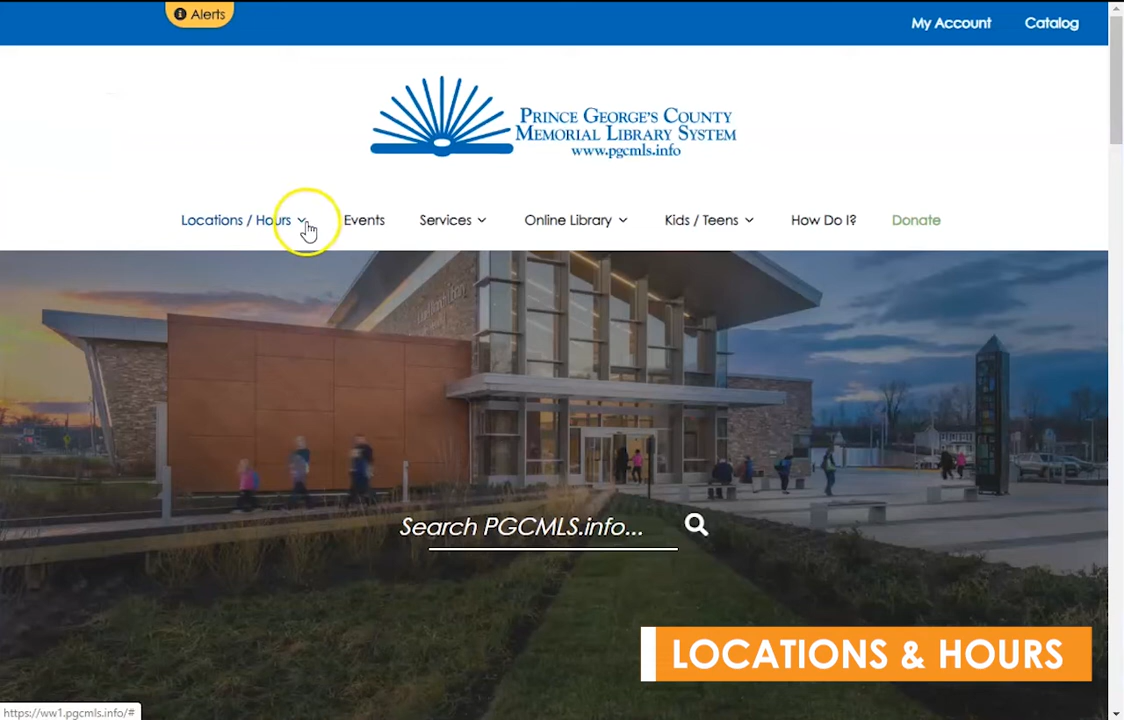 Alerts
My Account Catalog
PRINCE GEORGE'S COUNTY
MEMORIAL LIBRARY SYSTEM
www.pgcmls.info
Locations / Hours Events Services Online Library Kids / Teens How Do I? Donate
Search PGCMLS.info...
LOCATIONS & HOURS
https://ww1.pgcmls.info/#